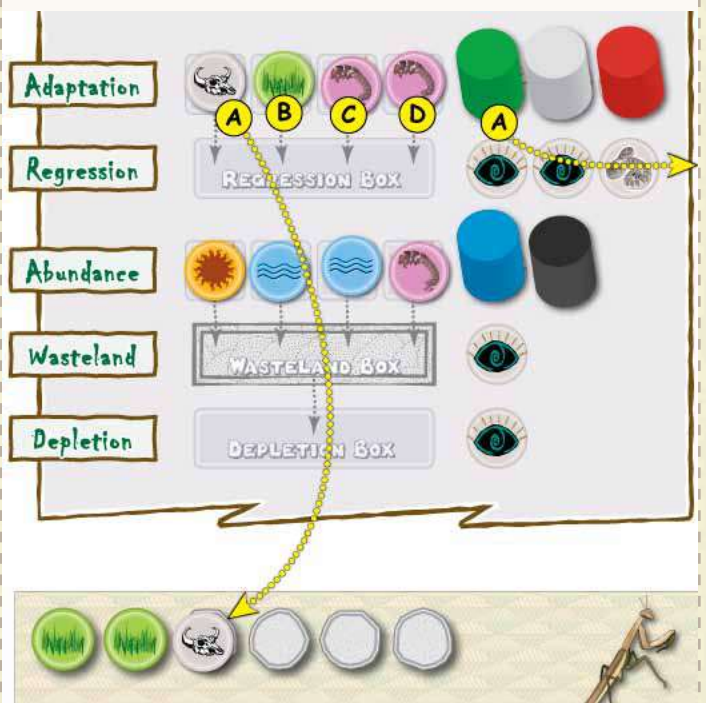 Adaptation
A B C D A
Regression
REGRESSION BOX
Abundance
Wasteland
WASTELAND BOX
Depletion
DEPLETION BOX